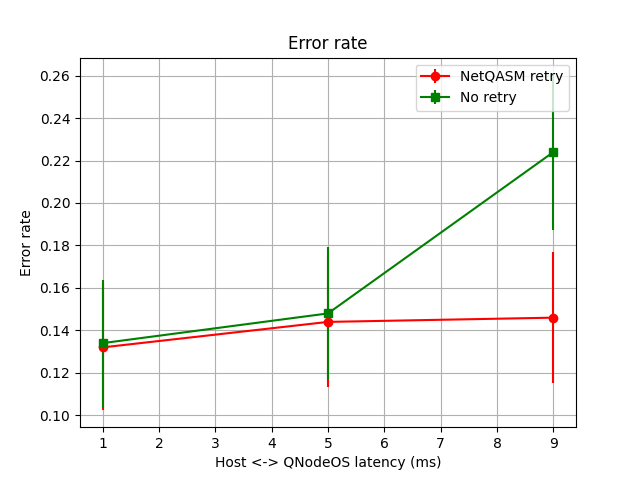 Error rate
NetQASM retry
No retry
Error rate
0.26
0.24
0.22
0.20
0.18
0.16
0.14
0.12
0.10
1 2 3 4 5 6 7 8 9
Host <-> QNodeOS latency (ms)